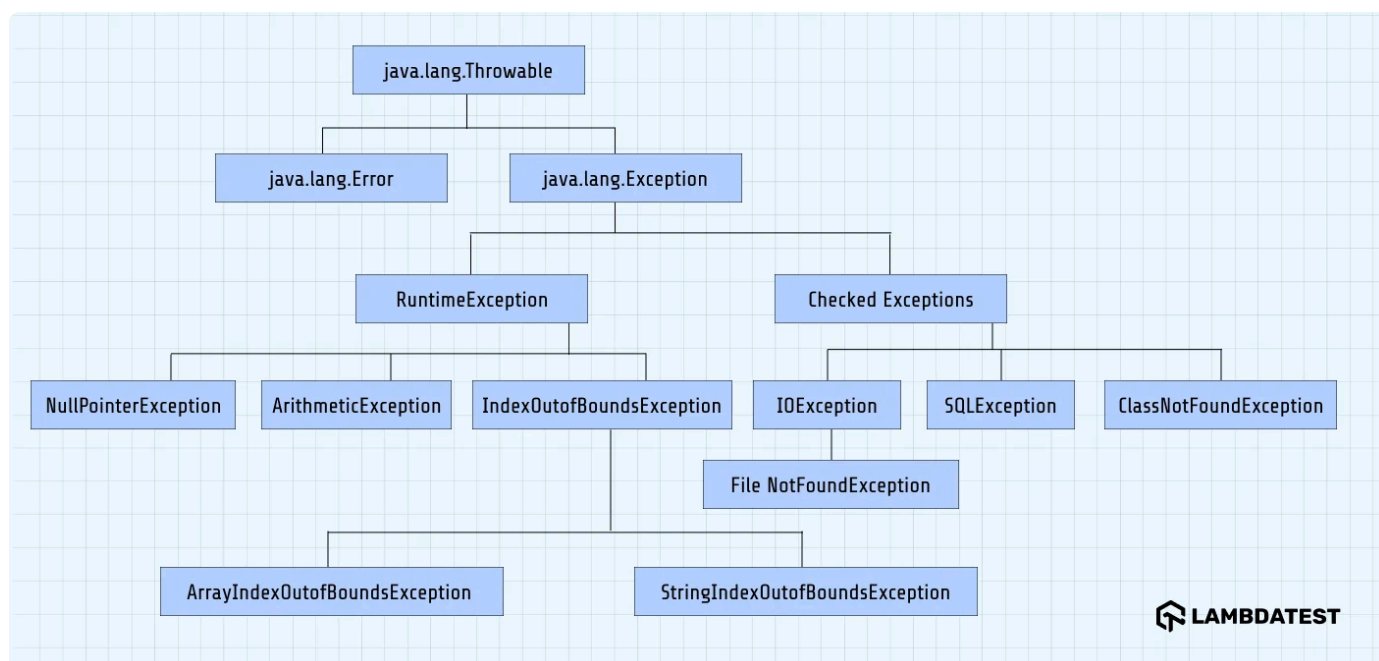 java.lang.Throwable
java.lang.Error
java.lang.Exception
RuntimeException
Checked Exceptions
NullPointerException
ArithmeticException
IndexOutofBoundsException
IOException
SQLException
ClassNotFoundException
File NotFoundException
ArrayIndexOutofBoundsException
StringIndexOutofBoundsException
LAMBDATEST